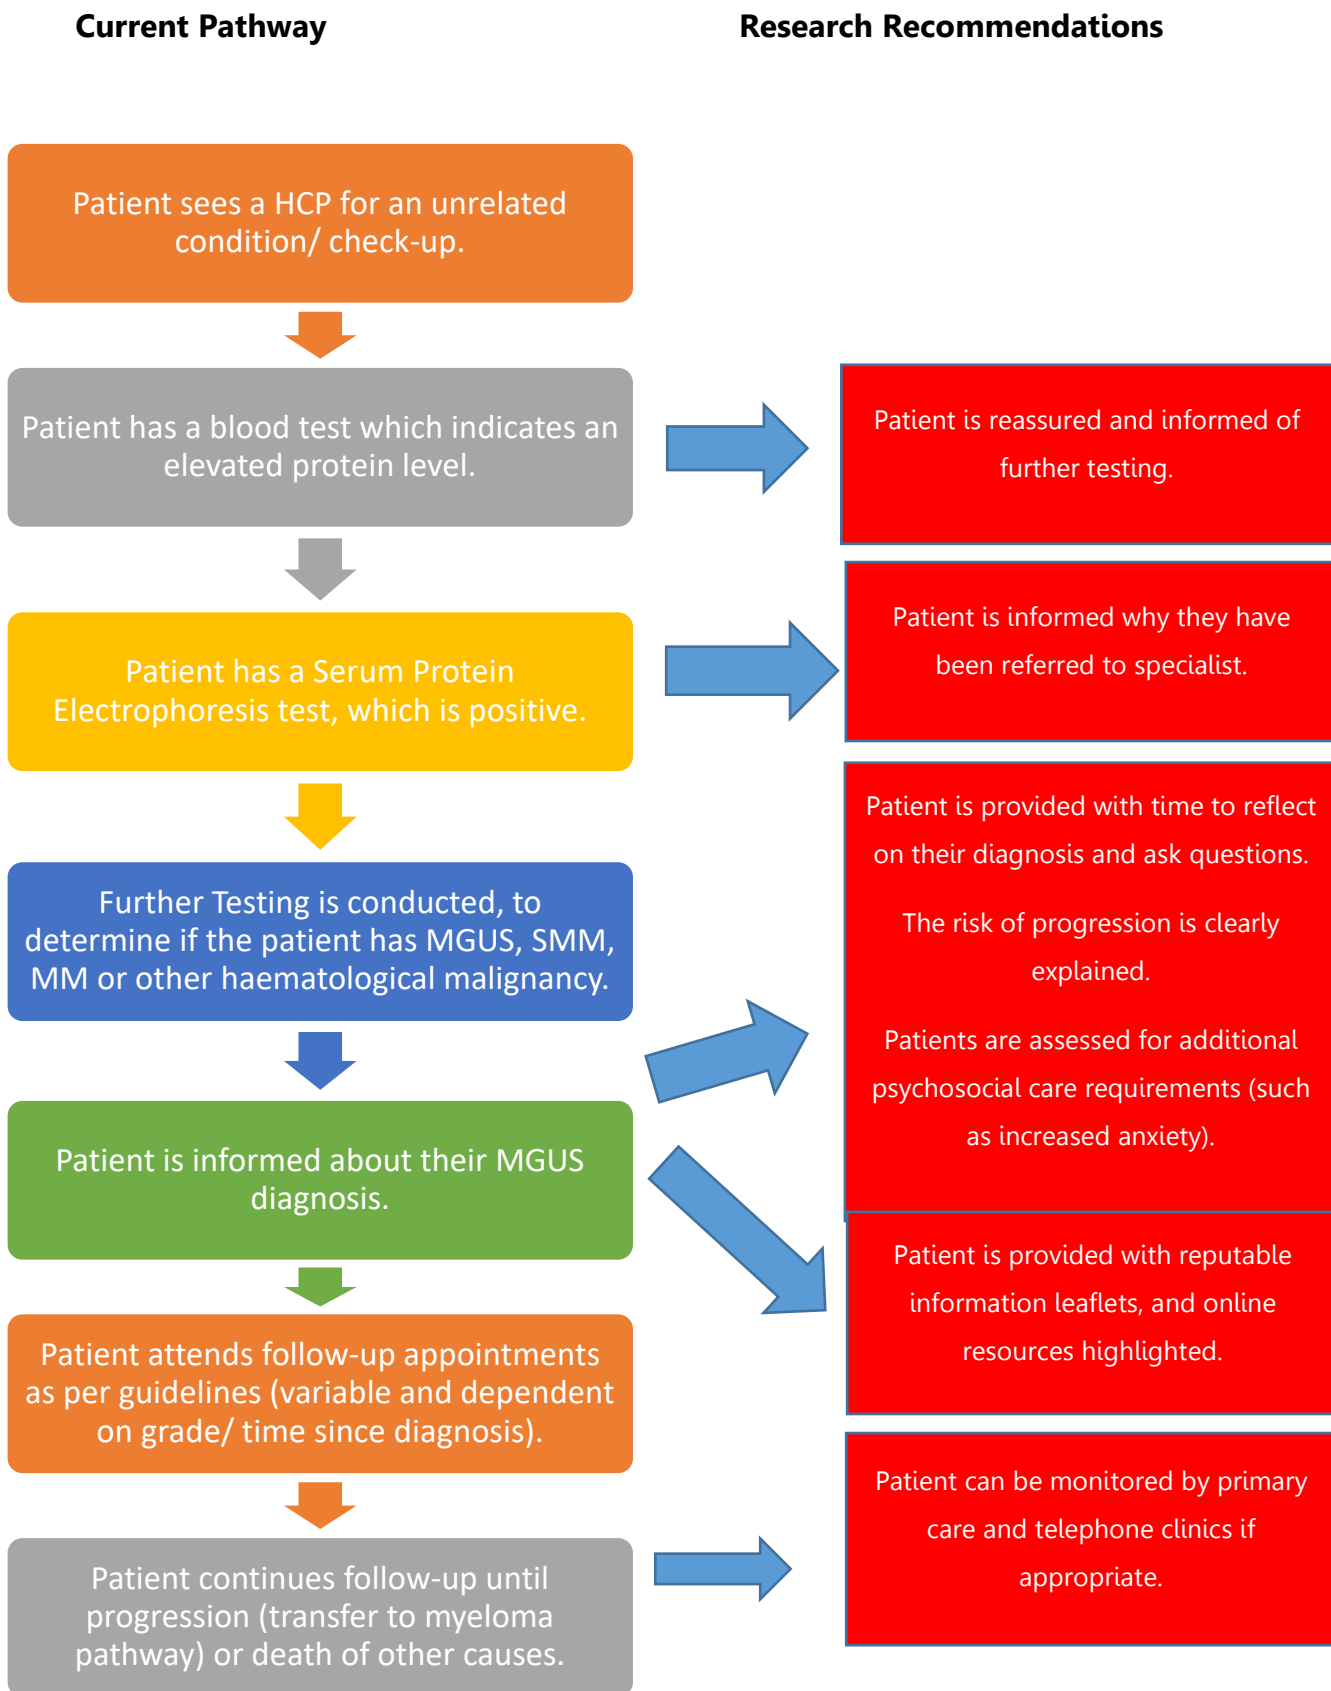 Current Pathway
Research Recommendations
Patient sees a HCP for an unrelated
condition/ check-up.
Patient has a blood test which indicates an
elevated protein level.
Patient is reassured and informed of
further testing.
Patient has a Serum Protein
Electrophoresis test, which is positive.
Patient is informed why they have
been referred to specialist.
Further Testing is conducted, to
determine if the patient has MGUS, SMM,
MM or other haematological malignancy.
Patient is informed about their MGUS
diagnosis.
Patient is provided with time to reflect
on their diagnosis and ask questions.
The risk of progression is clearly
explained.
Patients are assessed for additional
psychosocial care requirements (such
as increased anxiety).
Patient is provided with reputable
information leaflets, and online
resources highlighted.
Patient attends follow-up appointments
as per guidelines (variable and dependent
on grade/ time since diagnosis).
Patient continues follow-up until
progression (transfer to myeloma
pathway) or death of other causes.
Patient can be monitored by primary
care and telephone clinics if
appropriate.